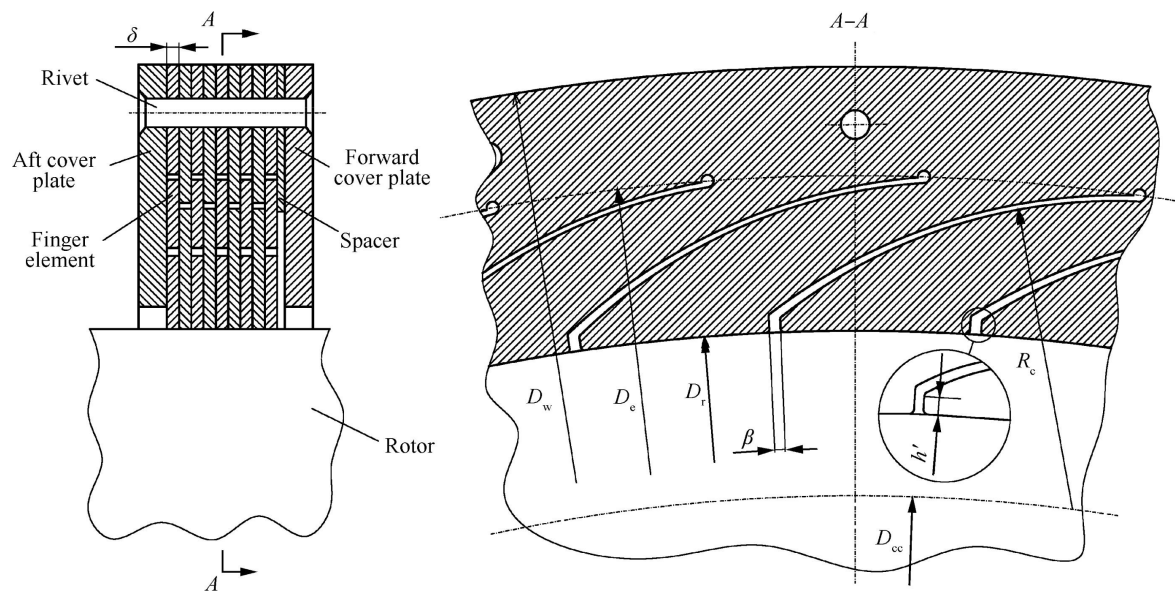 A
δ
Rivet
Aft cover
plate
Forward
cover plate
Finger
element
Spacer
Rotor
A
A–A
D_w
D_e
D_r
β
h'
R_c
D_cc